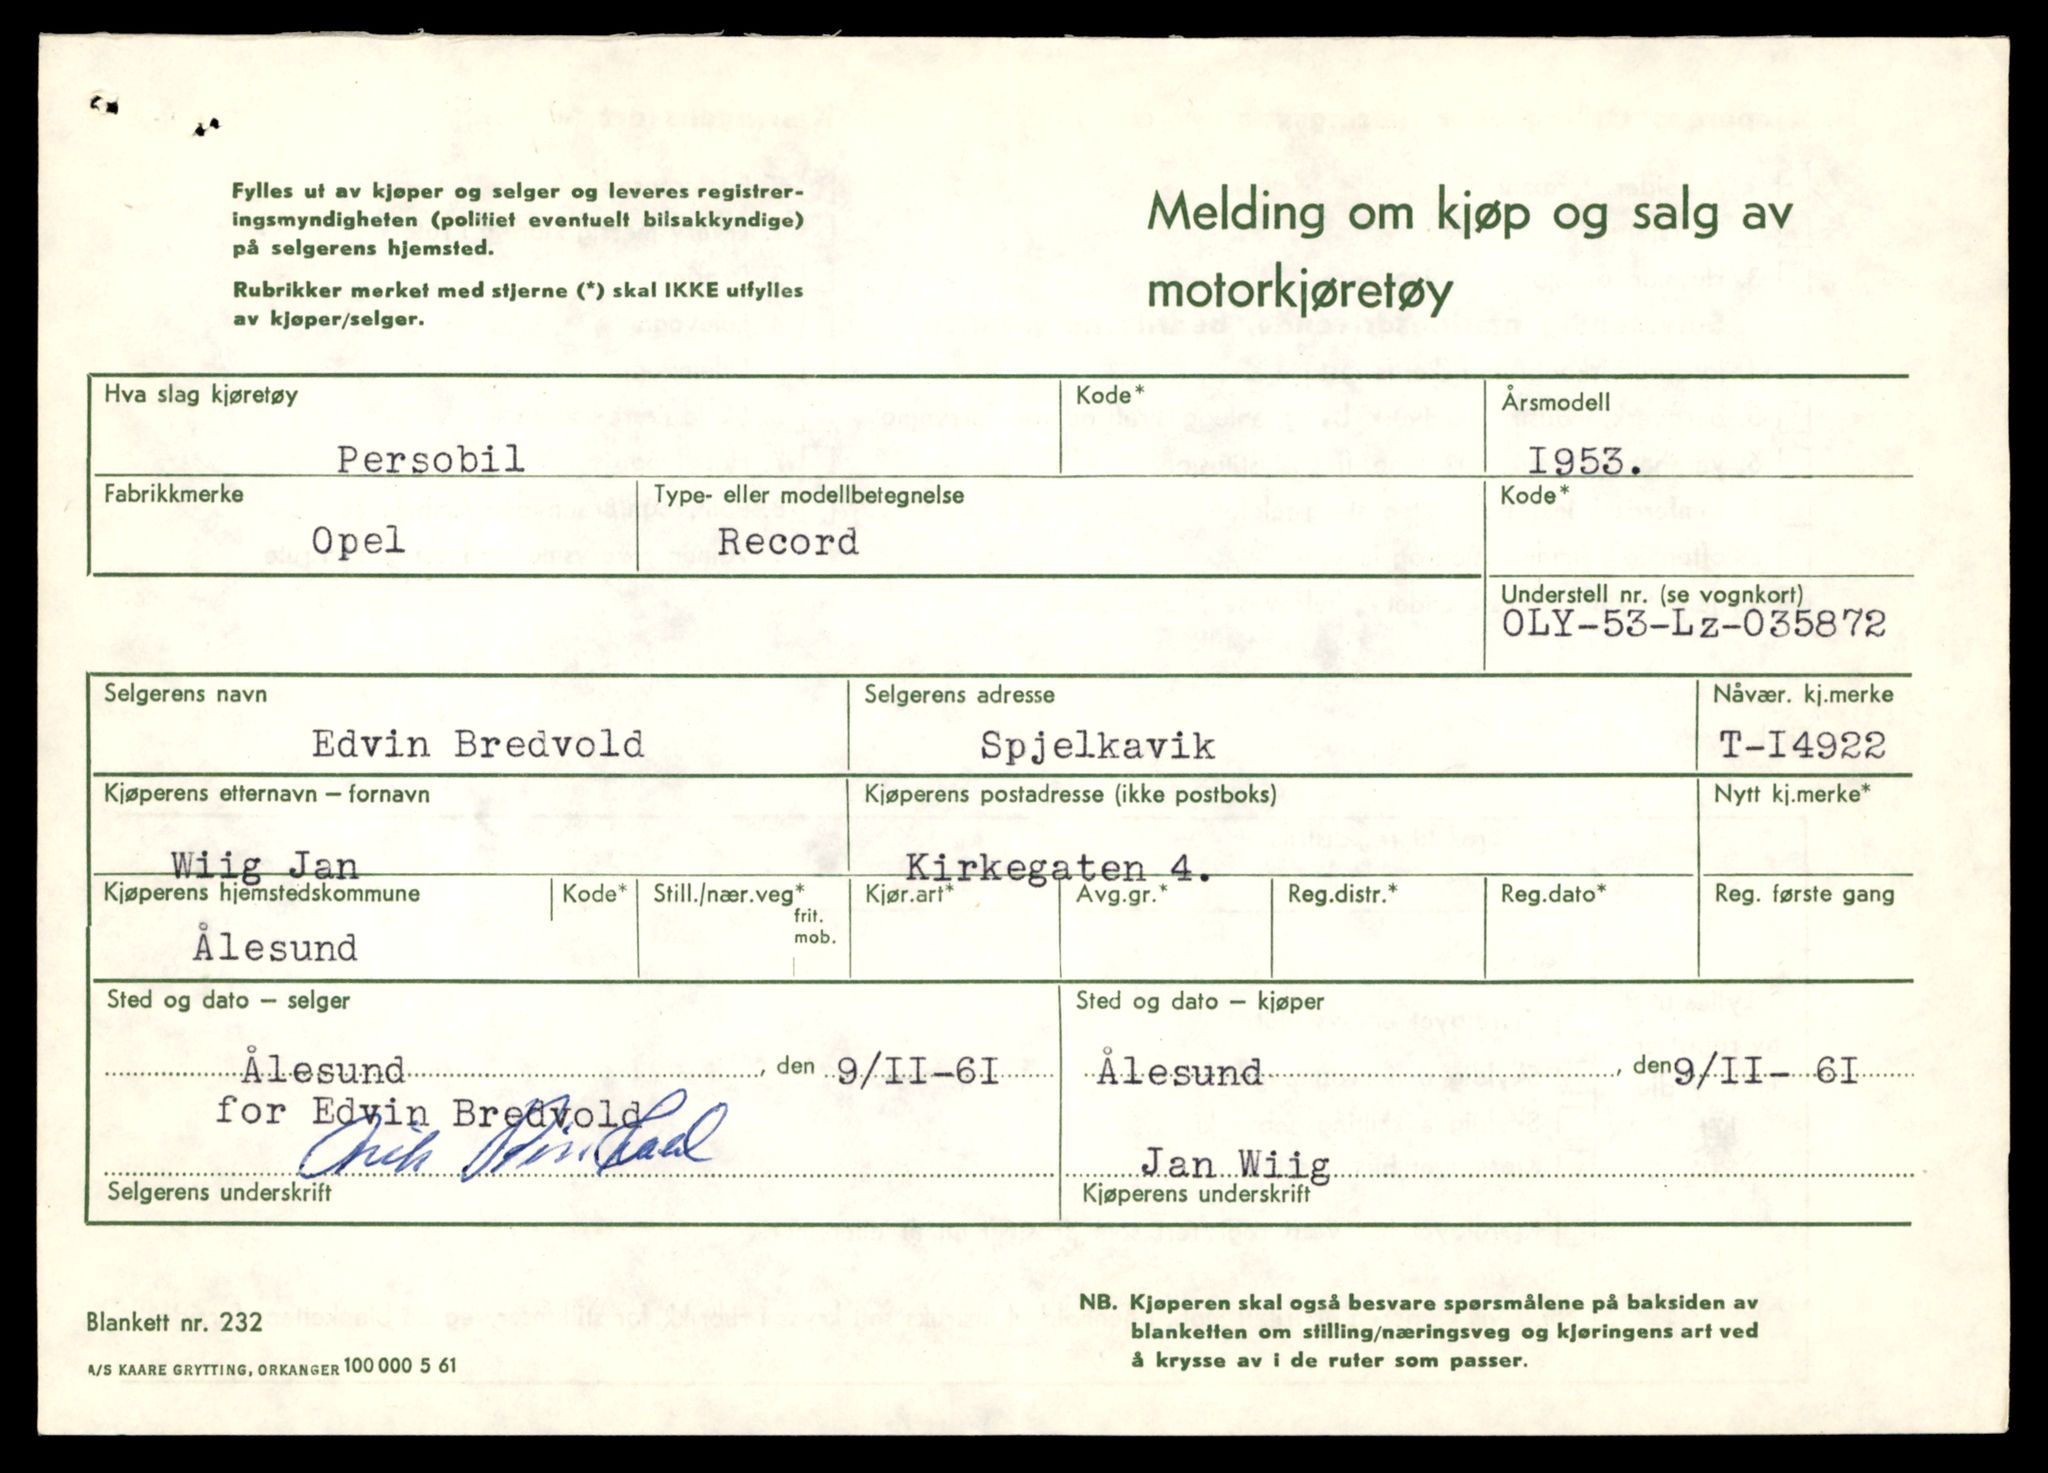 Fylles ut av kjøper og selger og leveres registrer-
ingsmyndigheten (politiet eventuelt bilsakkyndige)
på selgerens hjemsted.
Rubrikker merket med stjerne (*) skal IKKE utfylles
av kjøper/selger.
Melding om kjøp og salg av
motorkjøretøy
Hva slag kjøretøy
Kode*
Årsmodell
Persobil
I953.
Fabrikkmerke
Type- eller modellbetegnelse
Kode*
Opel
Record
Understell nr. (se vognkort)
OLY-53-Lz-035872
Selgerens navn
Selgerens adresse
Nåvær. kj.merke
Edvin Bredvold
Spjelkavik
T-I4922
Kjøperens etternavn – fornavn
Kjøperens postadresse (ikke postboks)
Nytt kj.merke*
Wiig Jan
Kirkegaten 4.
Kjøperens hjemstedskommune
Kode*
Still./nær.veg*
frit.
mob.
Kjør.art*
Avg.gr.*
Reg.distr.*
Reg.dato*
Reg. første gang
Ålesund
Sted og dato – selger
Sted og dato – kjøper
Ålesund, den 9/II-6I
Ålesund, den 9/II- 6I
for Edvin Bredvold
Jan Wiig
Selgerens underskrift
Kjøperens underskrift
Blankett nr. 232
A/S KAARE GRYTTING, ORKANGER 100 000 5 61
NB. Kjøperen skal også besvare spørsmålene på baksiden av
blanketten om stilling/næringsveg og kjøringens art ved
å krysse av i de ruter som passer.